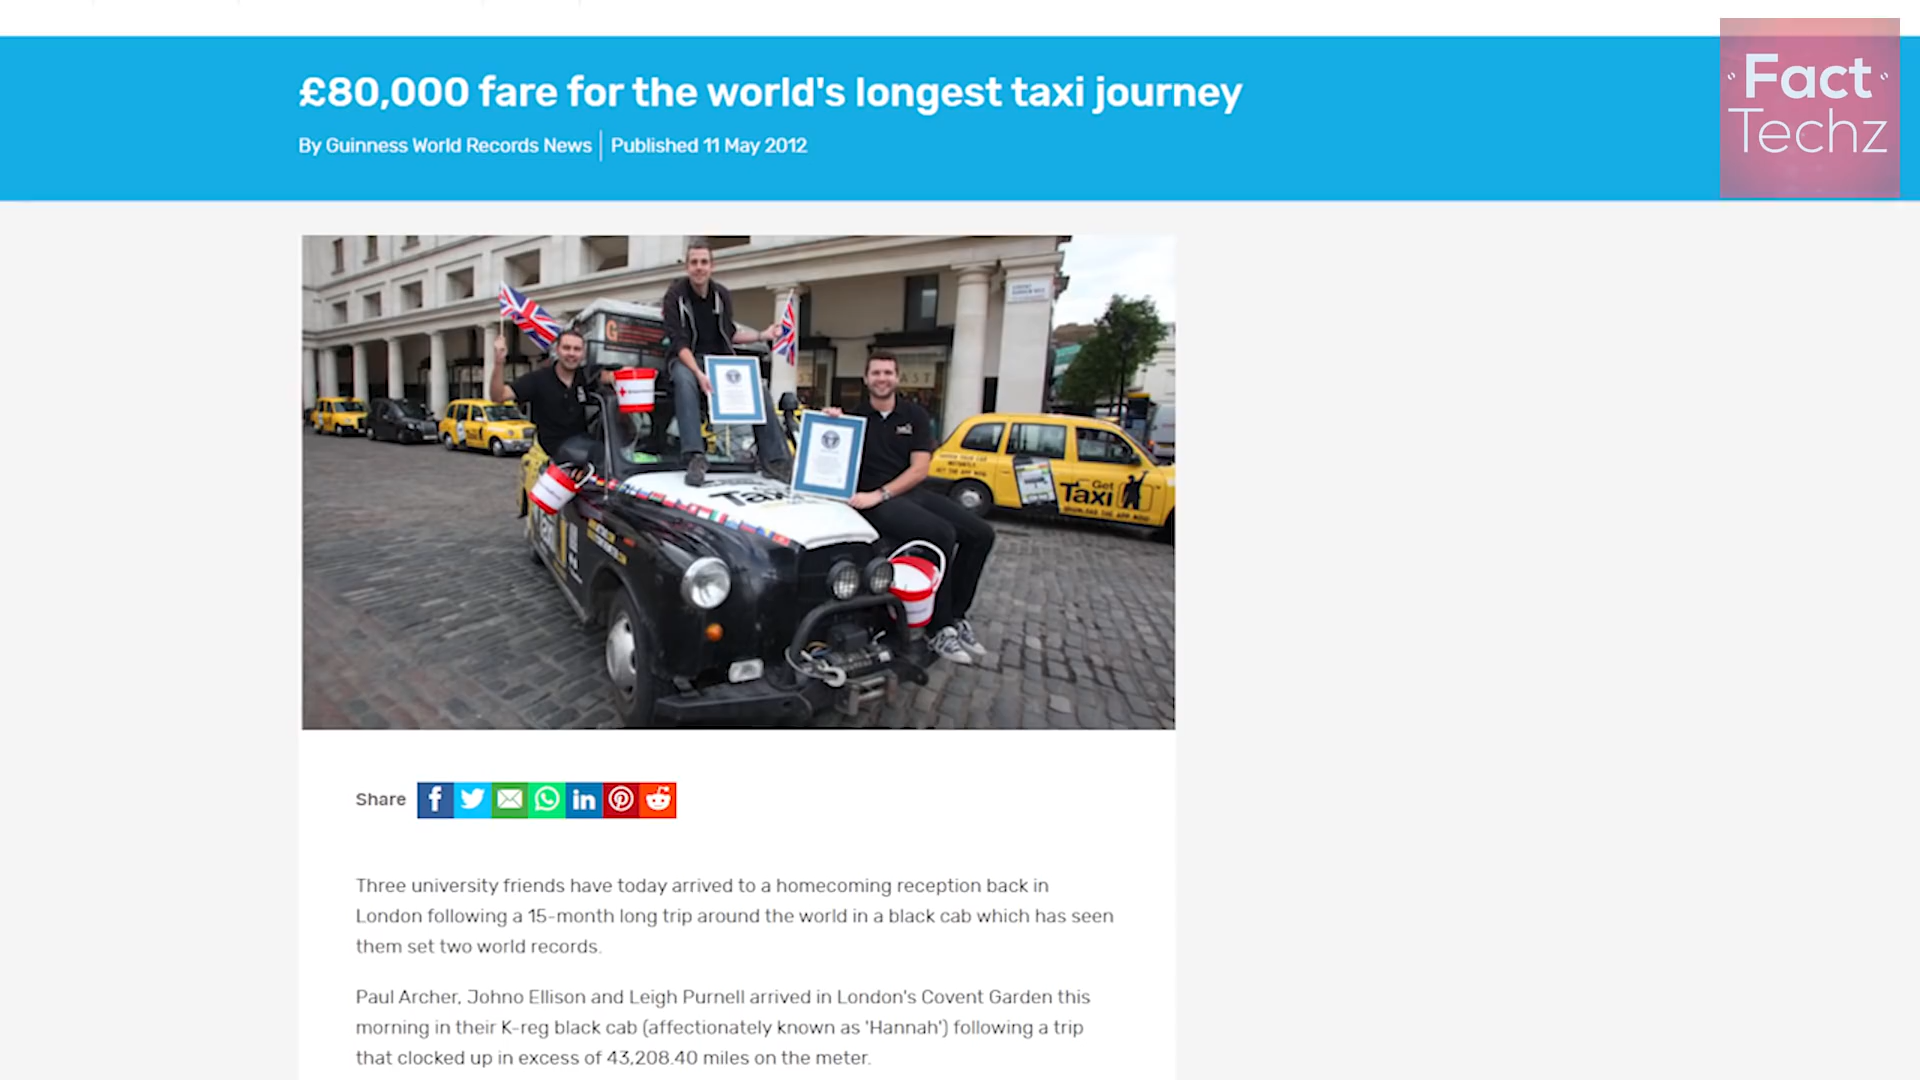 £80,000 fare for the world's longest taxi journey
By Guinness World Records News | Published 11 May 2012
Fact
Techz
G
Taxi
Get
Taxi
Share
Three university friends have today arrived to a homecoming reception back in
London following a 15-month long trip around the world in a black cab which has seen
them set two world records.
Paul Archer, Johno Ellison and Leigh Purnell arrived in London's Covent Garden this
morning in their K-reg black cab (affectionately known as 'Hannah') following a trip
that clocked up in excess of 43,208.40 miles on the meter.